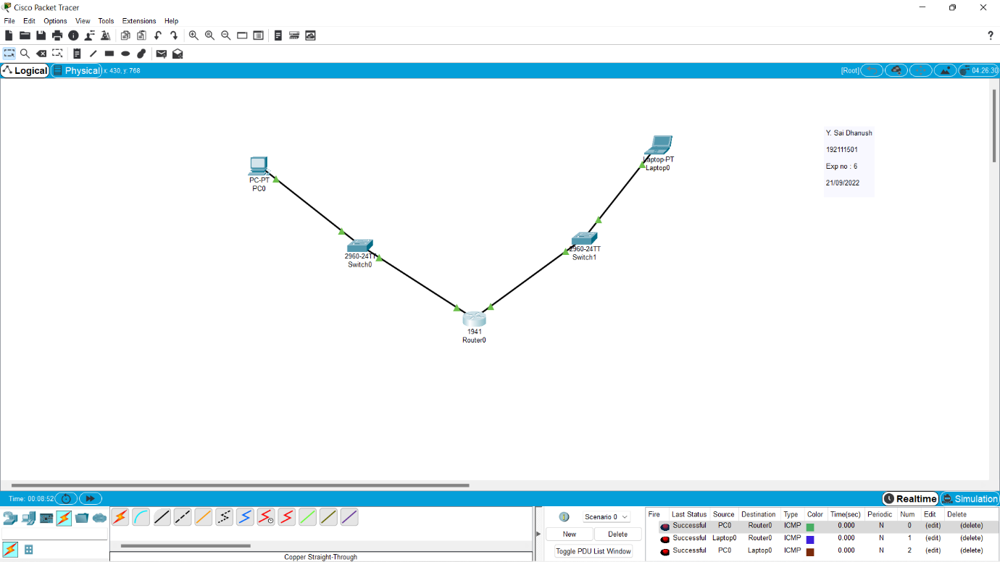 Cisco Packet Tracer
File Edit Options View Tools Extensions Help
?
Logical Physical x: 430, y: 768 [Root] 04:26:30
Y. Sai Dhanush
192111501
Exp no : 6
21/09/2022
Laptop-PT
Laptop0
PC-PT
PC0
2960-24TT
Switch0
2960-24TT
Switch1
1941
Router0
Time: 00:08:52 Realtime Simulation
Scenario 0
New Delete
Toggle PDU List Window
Copper Straight-Through
Fire Last Status Source Destination Type Color Time(sec) Periodic Num Edit Delete
Successful PC0 Router0 ICMP 0.000 N 0 (edit) (delete)
Successful Laptop0 Router0 ICMP 0.000 N 1 (edit) (delete)
Successful PC0 Laptop0 ICMP 0.000 N 2 (edit) (delete)